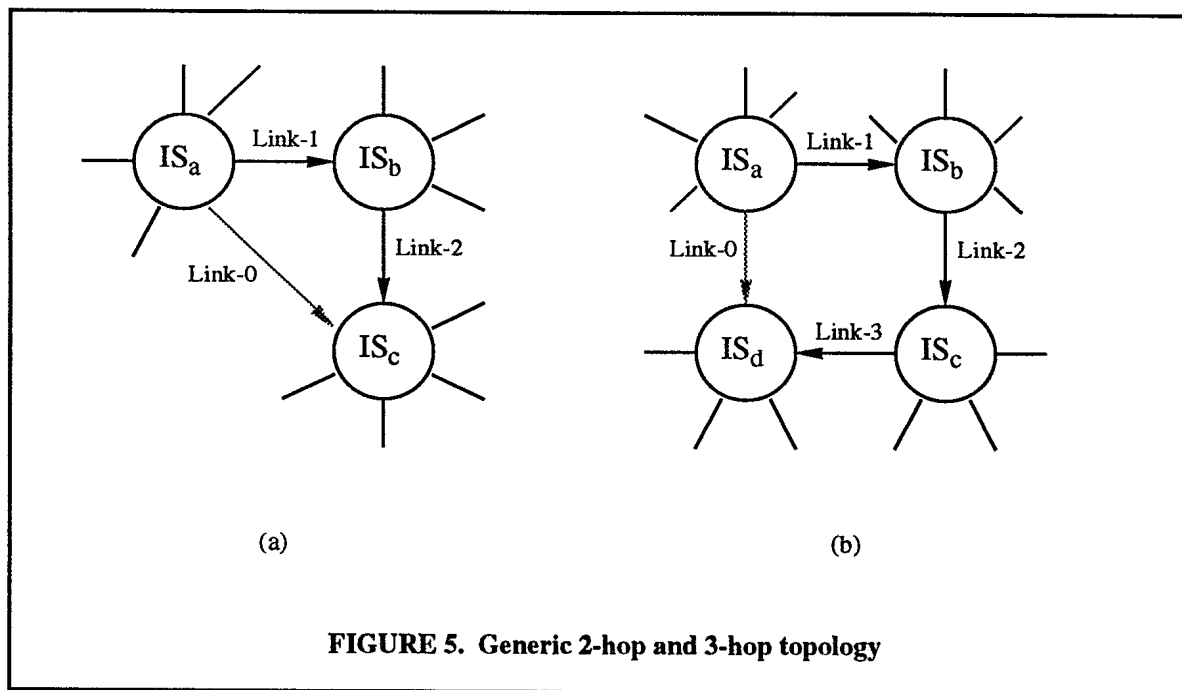 Link-1
IS_a
IS_b
Link-2
Link-0
IS_c
(a)
Link-1
IS_a
IS_b
Link-0
Link-2
IS_d
Link-3
IS_c
(b)
FIGURE 5. Generic 2-hop and 3-hop topology